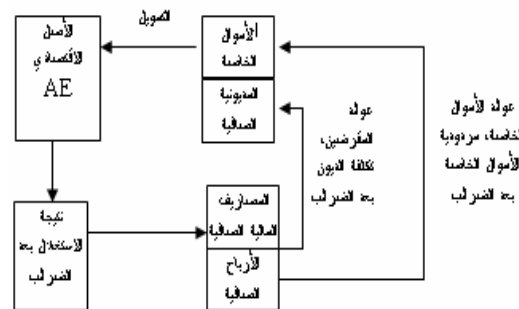 التمويل
الأصل
الاقتصادي
AE
الأموال
الخاصة
المديونية
الصافية
عوائد
المقرضين،
تكلفة الديون
بعد الضرائب
عوائد الأموال
الخاصة، مردودية
الأموال الخاصة
بعد الضرائب
نتيجة
الاستغلال بعد
الضرائب
المصاريف
المالية الصافية
الأرباح
الصافية